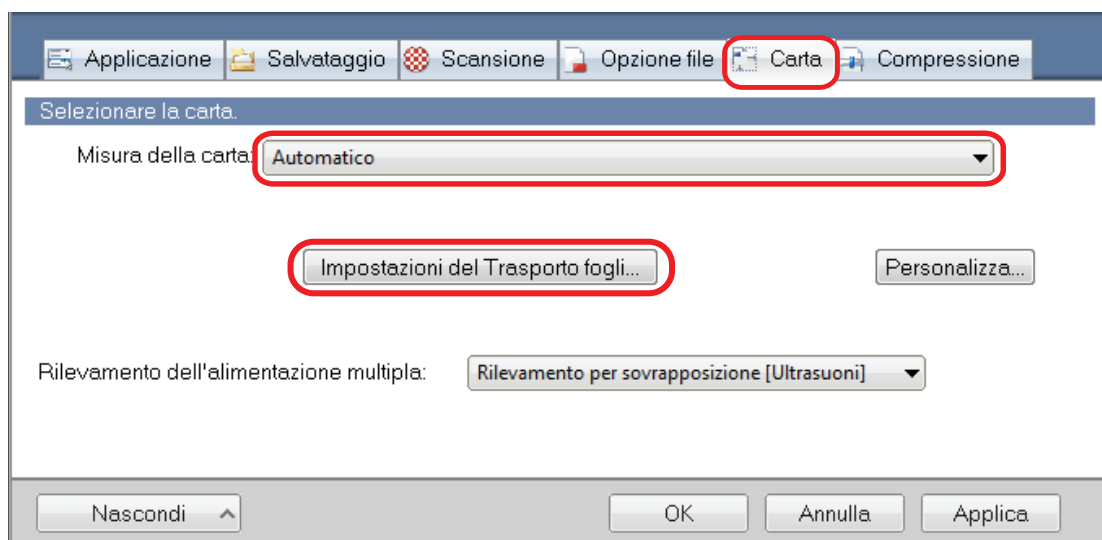 Applicazione Salvataggio Scansione Opzione file Carta Compressione
Selezionare la carta.
Misura della carta: Automatico
Impostazioni del Trasporto fogli... Personalizza...
Rilevamento dell'alimentazione multipla: Rilevamento per sovrapposizione [Ultrasuoni]
Nascondi OK Annulla Applica